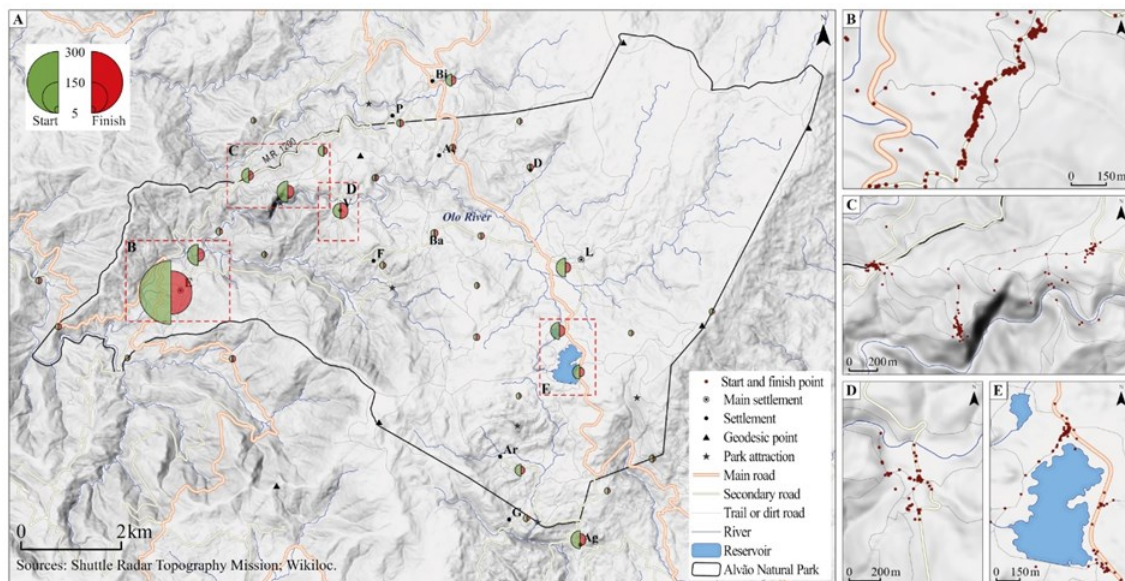 A
N
300
150
5
Start
Finish
Bi
P
M.R. 1200
C
D
D
V
Olo River
Ba
B
F
L
E
E
Ar
G
Ag
0 2 km
Sources: Shuttle Radar Topography Mission; Wikiloc.
Start and finish point
Main settlement
Settlement
Geodesic point
Park attraction
Main road
Secondary road
Trail or dirt road
River
Reservoir
Alvão Natural Park
B
N
0 150 m
C
N
0 200 m
D
N
0 200 m
E
N
0 150 m